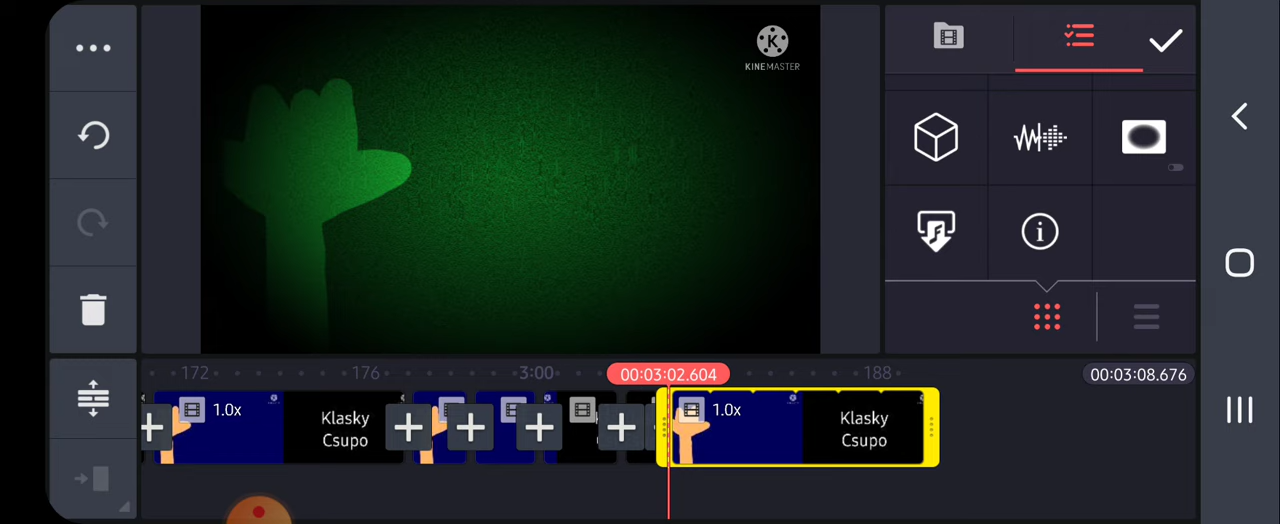 K
KINEMASTER
172
176
3:00
00:03:02.604
188
00:03:08.676
1.0x
Klasky
Csupo
1.0x
Klasky
Csupo